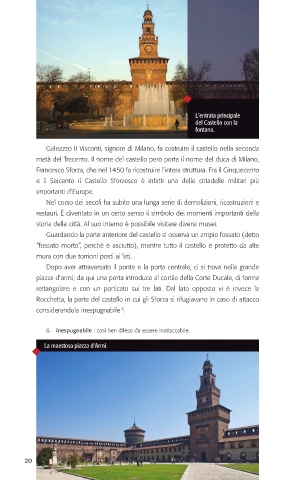 L'entrata principale
del Castello con la
fontana.
Galeazzo II Visconti, signore di Milano, fa costruire il castello nella seconda
metà del Trecento. Il nome del castello però porta il nome del duca di Milano,
Francesco Sforza, che nel 1450 fa ricostruire l'intera struttura. Fra il Cinquecento
e il Seicento il Castello Sforzesco è infatti una delle cittadelle militari più
importanti d'Europa.
Nel corso dei secoli ha subito una lunga serie di demolizioni, ricostruzioni e
restauri. È diventato in un certo senso il simbolo dei momenti importanti della
storia della città. Al suo interno è possibile visitare diversi musei.
Guardando la parte anteriore del castello si osserva un ampio fossato (detto
"fossato morto", perché è asciutto), mentre tutto il castello è protetto da alte
mura con due torrioni posti ai lati.
Dopo aver attraversato il ponte e la porta centrale, ci si trova nella grande
piazza d'armi; da qui una porta introduce al cortile della Corte Ducale, di forma
rettangolare e con un porticato sui tre lati. Dal lato opposto vi è invece la
Rocchetta, la parte del castello in cui gli Sforza si rifugiavano in caso di attacco
considerandola inespugnabile 6.
6. inespugnabile : così ben difeso da essere inattaccabile.
La maestosa piazza d'Armi.
20